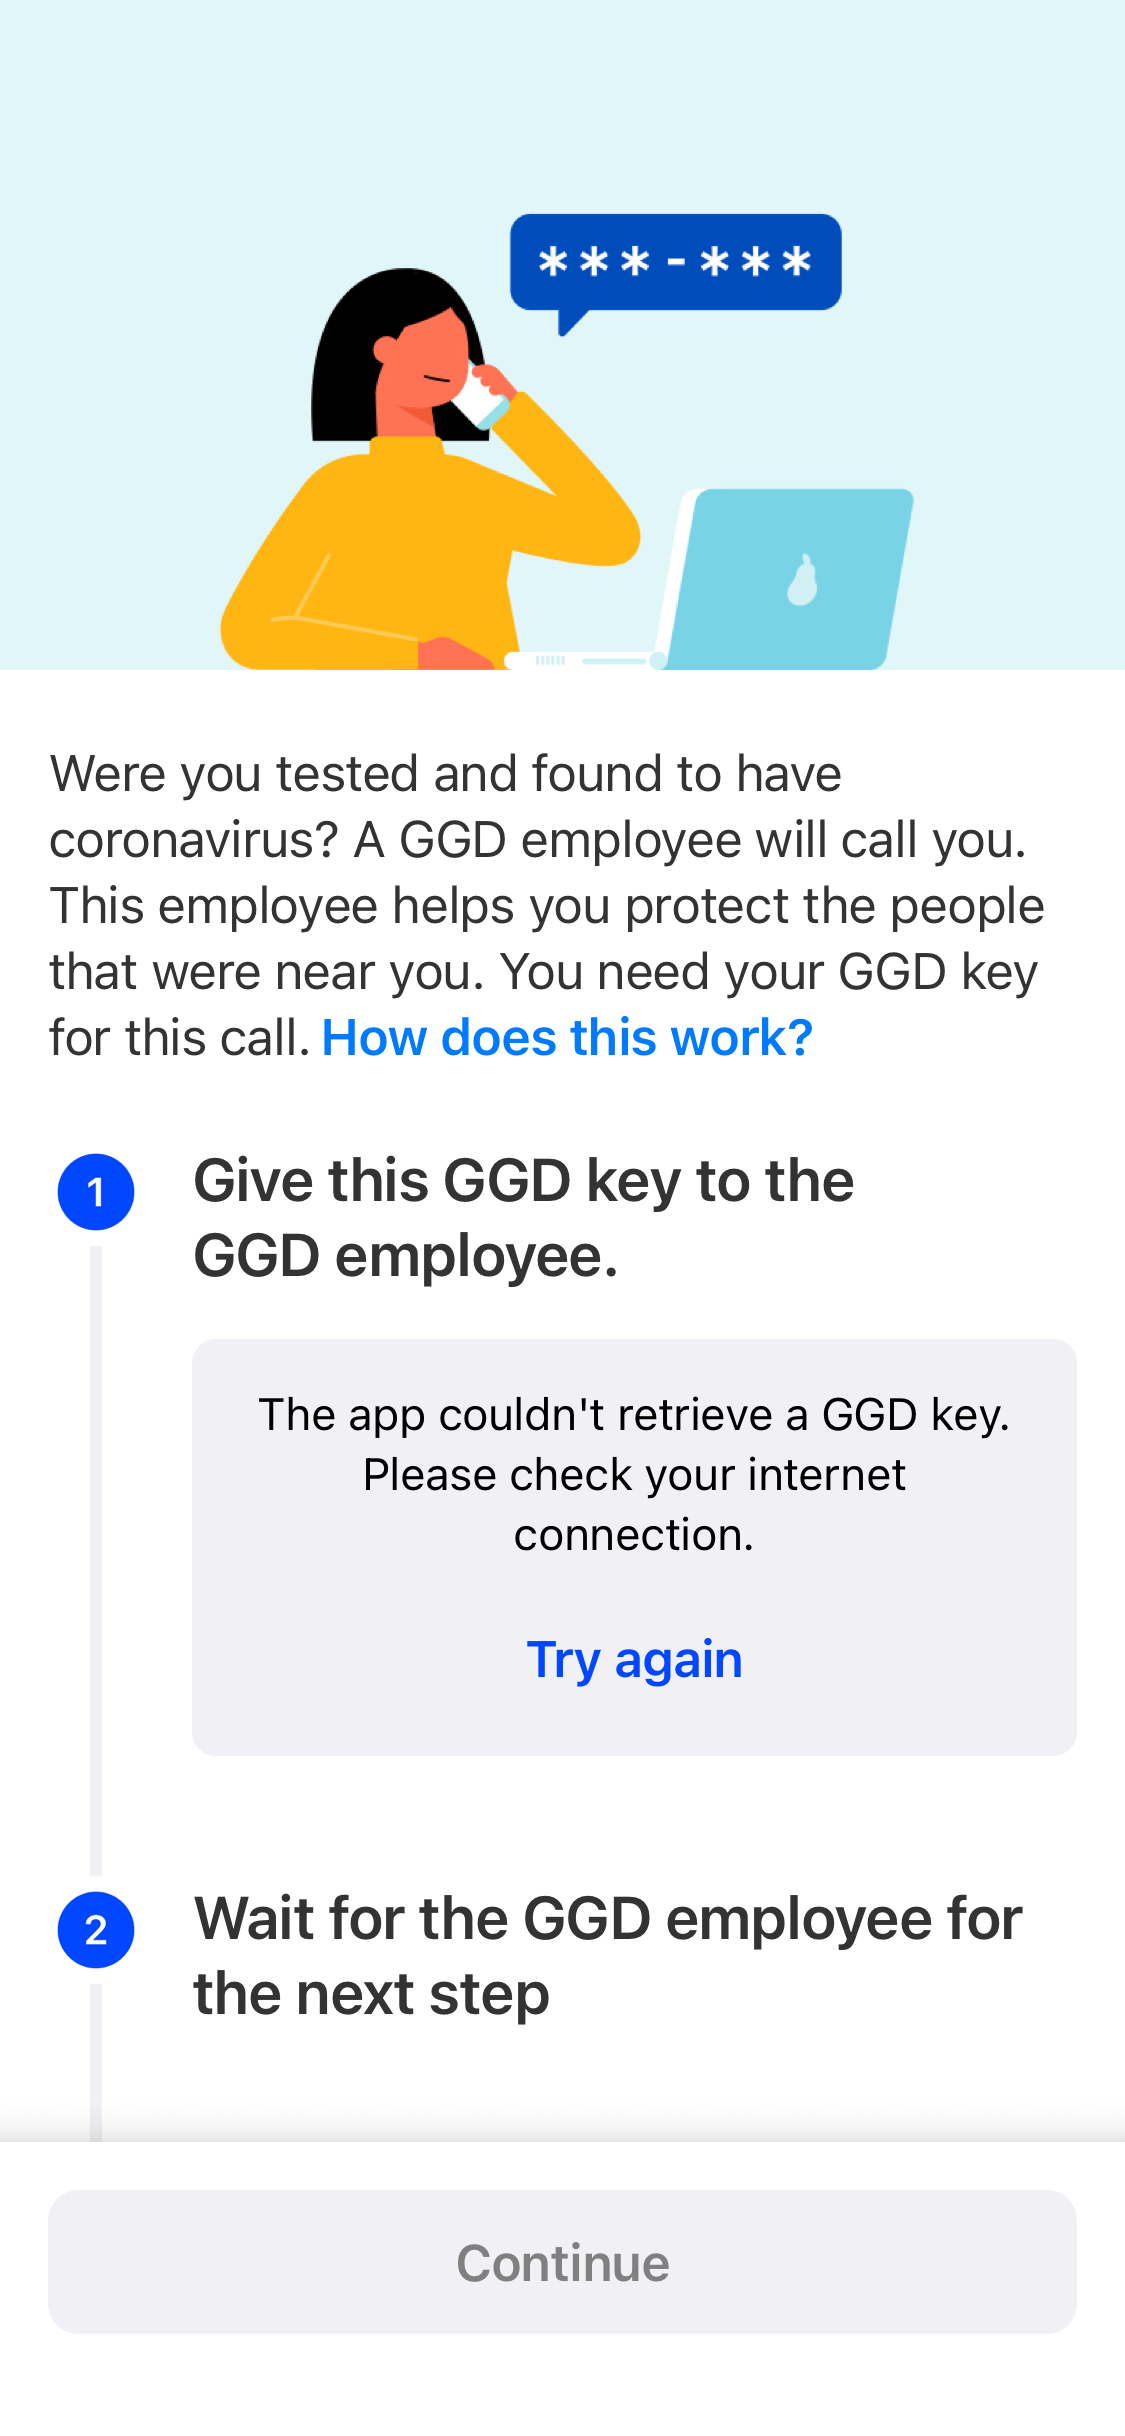 ***-***
Were you tested and found to have
coronavirus? A GGD employee will call you.
This employee helps you protect the people
that were near you. You need your GGD key
for this call. How does this work?
1
Give this GGD key to the
GGD employee.
The app couldn't retrieve a GGD key.
Please check your internet
connection.
Try again
2
Wait for the GGD employee for
the next step
Continue